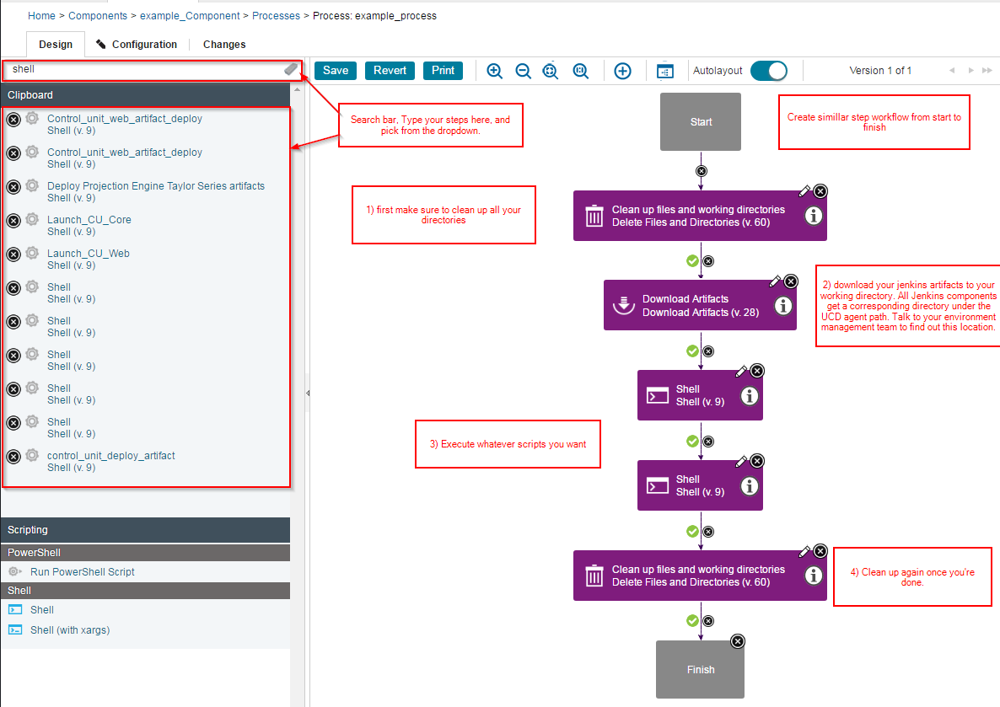 Home > Components > example_Component > Processes > Process: example_process
Design
Configuration
Changes
shell
Save
Revert
Print
Autolayout
Version 1 of 1
Clipboard
Control_unit_web_artifact_deploy
Shell (v. 9)
Control_unit_web_artifact_deploy
Shell (v. 9)
Deploy Projection Engine Taylor Series artifacts
Shell (v. 9)
Launch_CU_Core
Shell (v. 9)
Launch_CU_Web
Shell (v. 9)
Shell
Shell (v. 9)
Shell
Shell (v. 9)
Shell
Shell (v. 9)
Shell
Shell (v. 9)
Shell
Shell (v. 9)
control_unit_deploy_artifact
Shell (v. 9)
Scripting
PowerShell
Run PowerShell Script
Shell
Shell
Shell (with xargs)
Search bar, Type your steps here, and
pick from the dropdown.
Start
Create simillar step workflow from start to
finish
1) first make sure to clean up all your
directories
Clean up files and working directories
Delete Files and Directories (v. 60)
Download Artifacts
Download Artifacts (v. 28)
2) download your jenkins artifacts to your
working directory. All Jenkins components
get a corresponding directory under the
UCD agent path. Talk to your environment
management team to find out this location.
Shell
Shell (v. 9)
3) Execute whatever scripts you want
Shell
Shell (v. 9)
Clean up files and working directories
Delete Files and Directories (v. 60)
4) Clean up again once you're
done.
Finish